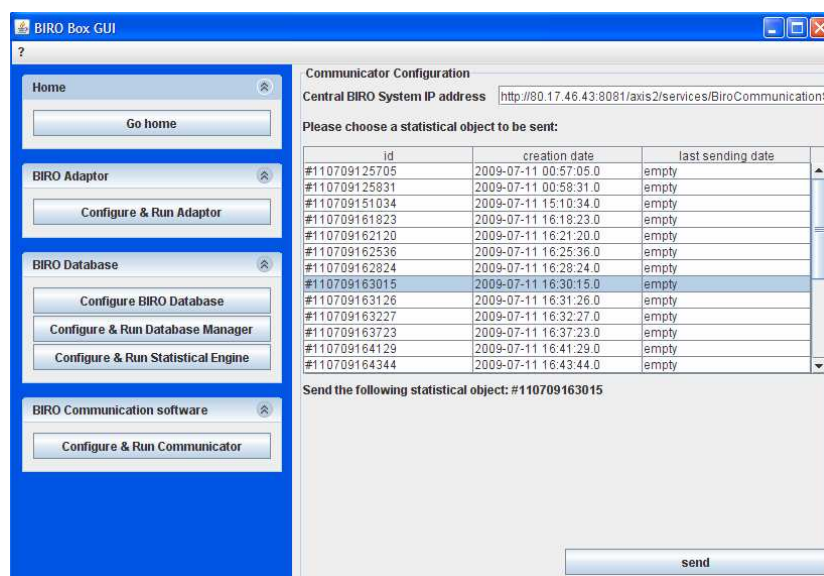 BIRO Box GUI
?
Home
Go home
BIRO Adaptor
Configure & Run Adaptor
BIRO Database
Configure BIRO Database
Configure & Run Database Manager
Configure & Run Statistical Engine
BIRO Communication software
Configure & Run Communicator
Communicator Configuration
Central BIRO System IP address http://80.17.46.43:8081/axis2/services/BiroCommunicationS
Please choose a statistical object to be sent:
id creation date last sending date
#110709125705 2009-07-11 00:57:05.0 empty
#110709125831 2009-07-11 00:58:31.0 empty
#110709151034 2009-07-11 15:10:34.0 empty
#110709161823 2009-07-11 16:18:23.0 empty
#110709162120 2009-07-11 16:21:20.0 empty
#110709162536 2009-07-11 16:25:36.0 empty
#110709162824 2009-07-11 16:28:24.0 empty
#110709163015 2009-07-11 16:30:15.0 empty
#110709163126 2009-07-11 16:31:26.0 empty
#110709163227 2009-07-11 16:32:27.0 empty
#110709163723 2009-07-11 16:37:23.0 empty
#110709164129 2009-07-11 16:41:29.0 empty
#110709164344 2009-07-11 16:43:44.0 empty
Send the following statistical object: #110709163015
send